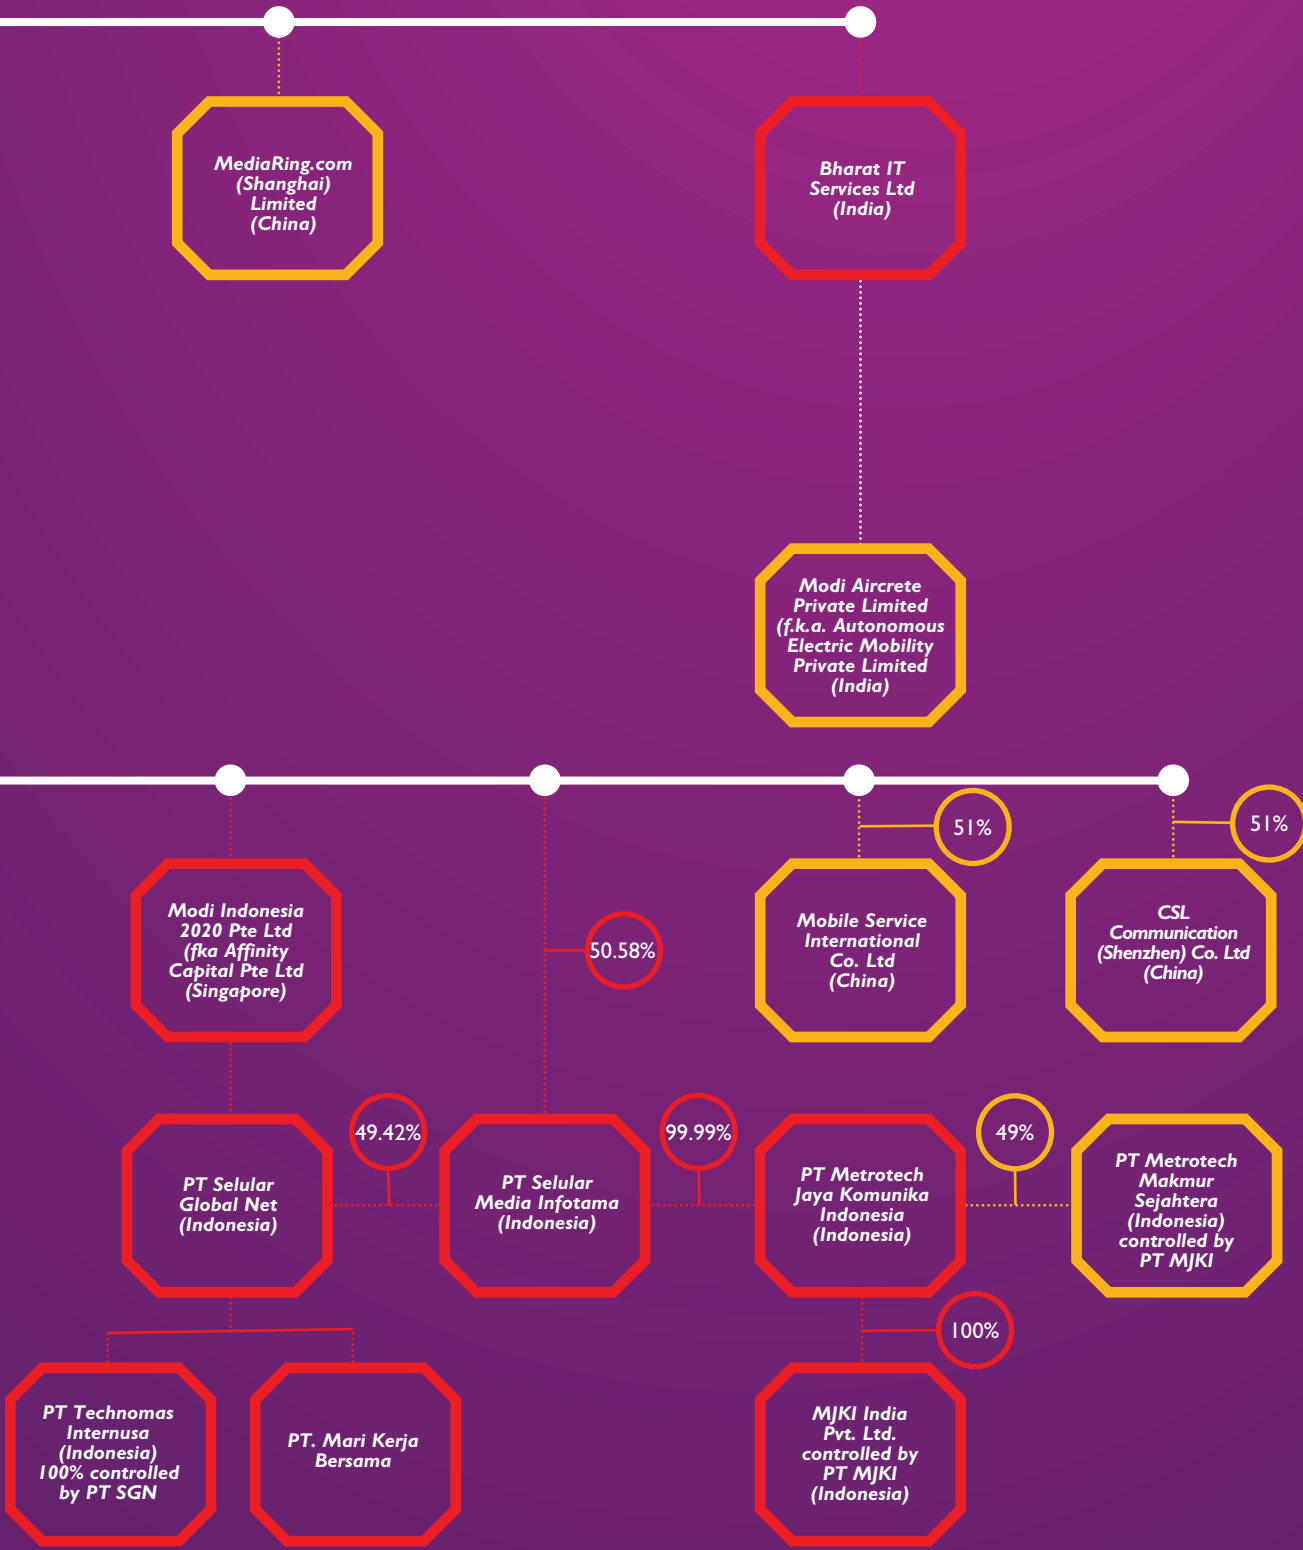 MediaRing.com
(Shanghai)
Limited
(China)
Bharat IT
Services Ltd
(India)
Modi Aircrete
Private Limited
(f.k.a. Autonomous
Electric Mobility
Private Limited
(India)
51%
51%
Modi Indonesia
2020 Pte Ltd
(fka Affinity
Capital Pte Ltd
(Singapore)
50.58%
Mobile Service
International
Co. Ltd
(China)
CSL
Communication
(Shenzhen) Co. Ltd
(China)
49.42%
99.99%
49%
PT Selular
Global Net
(Indonesia)
PT Selular
Media Infotama
(Indonesia)
PT Metrotech
Jaya Komunika
Indonesia
(Indonesia)
PT Metrotech
Makmur
Sejahtera
(Indonesia)
controlled by
PT MJKI
100%
PT Technomas
Internusa
(Indonesia)
100% controlled
by PT SGN
PT. Mari Kerja
Bersama
MJKI India
Pvt. Ltd.
controlled by
PT MJKI
(Indonesia)